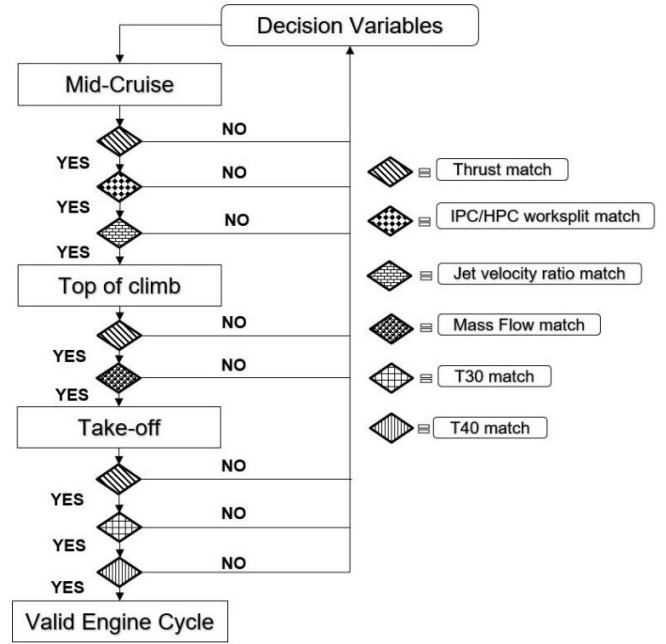 Decision Variables
Mid-Cruise
NO
YES
NO
YES
NO
YES
Top of climb
NO
YES
NO
YES
Take-off
NO
YES
NO
YES
NO
YES
Valid Engine Cycle
= Thrust match
= IPC/HPC worksplit match
= Jet velocity ratio match
= Mass Flow match
= T30 match
= T40 match